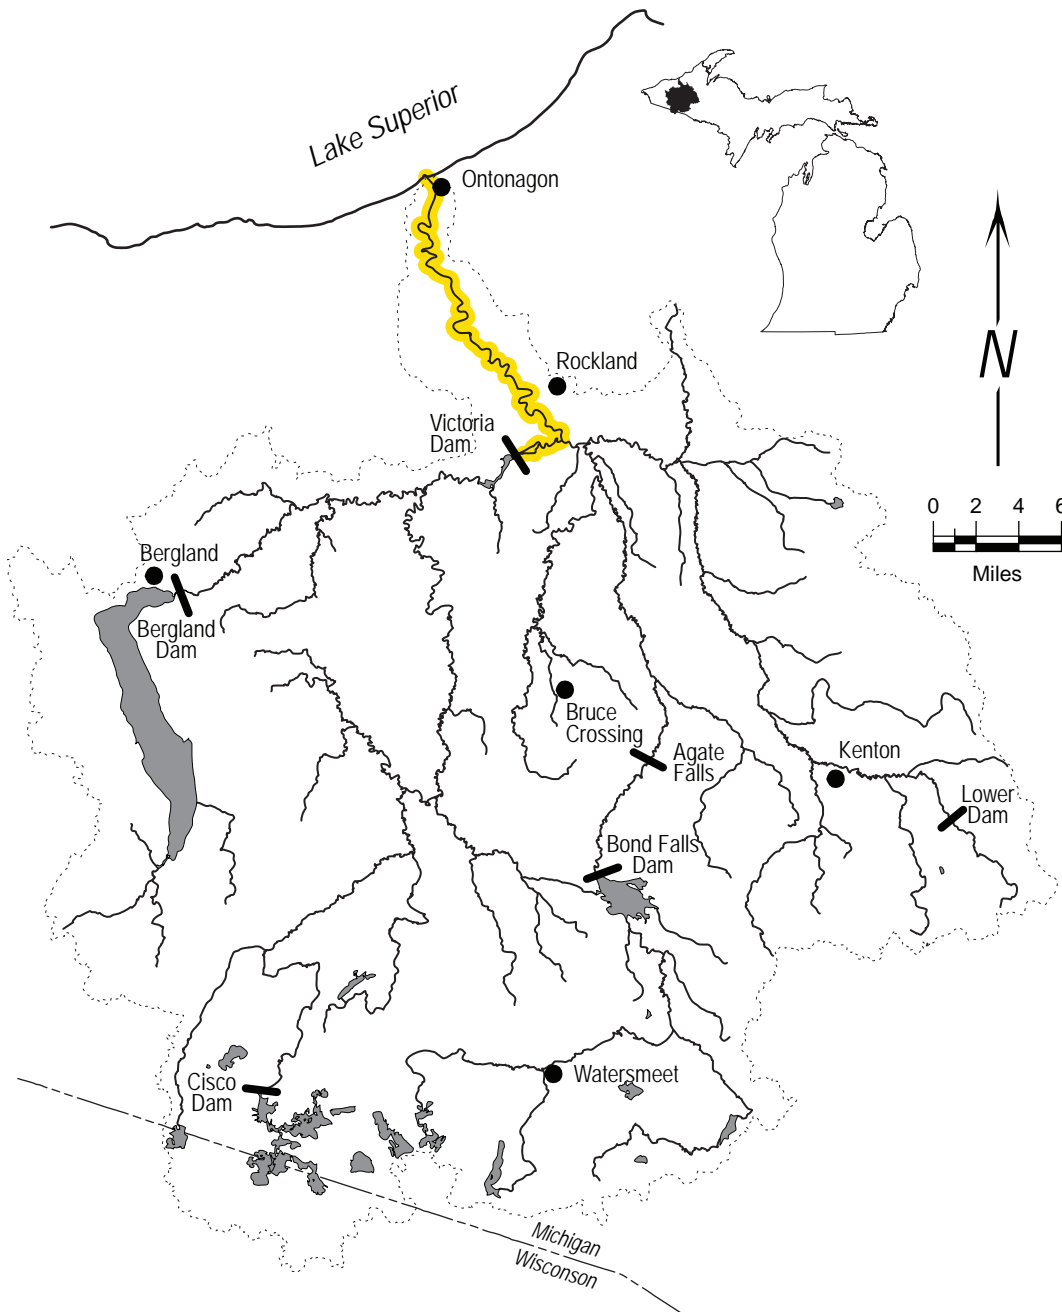 Lake Superior
Ontonagon
Rockland
N
Victoria
Dam
0 2 4 6
Miles
Bergland
Bergland
Dam
Bruce
Crossing
Agate
Falls
Kenton
Lower
Dam
Bond Falls
Dam
Cisco
Dam
Watersmeet
Michigan
Wisconson